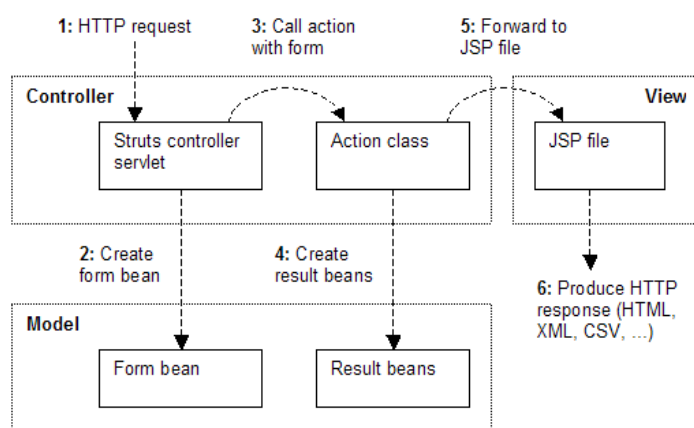 1: HTTP request
3: Call action
with form
5: Forward to
JSP file
Controller
View
Struts controller
servlet
Action class
JSP file
2: Create
form bean
4: Create
result beans
6: Produce HTTP
response (HTML,
XML, CSV, ...)
Model
Form bean
Result beans